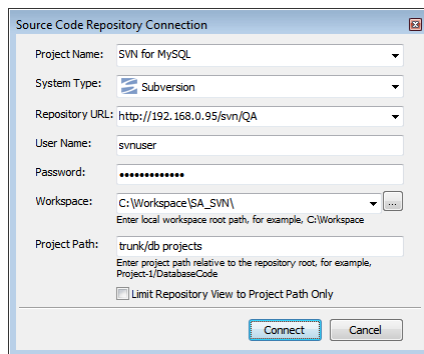 Source Code Repository Connection
Project Name: SVN for MySQL
System Type: Subversion
Repository URL: http://192.168.0.95/svn/QA
User Name: svnuser
Password: •••••••••••••
Workspace: C:\Workspace\SA_SVN\ ...
Enter local workspace root path, for example, C:\Workspace
Project Path: trunk/db projects
Enter project path relative to the repository root, for example,
Project-1/DatabaseCode
Limit Repository View to Project Path Only
Connect Cancel